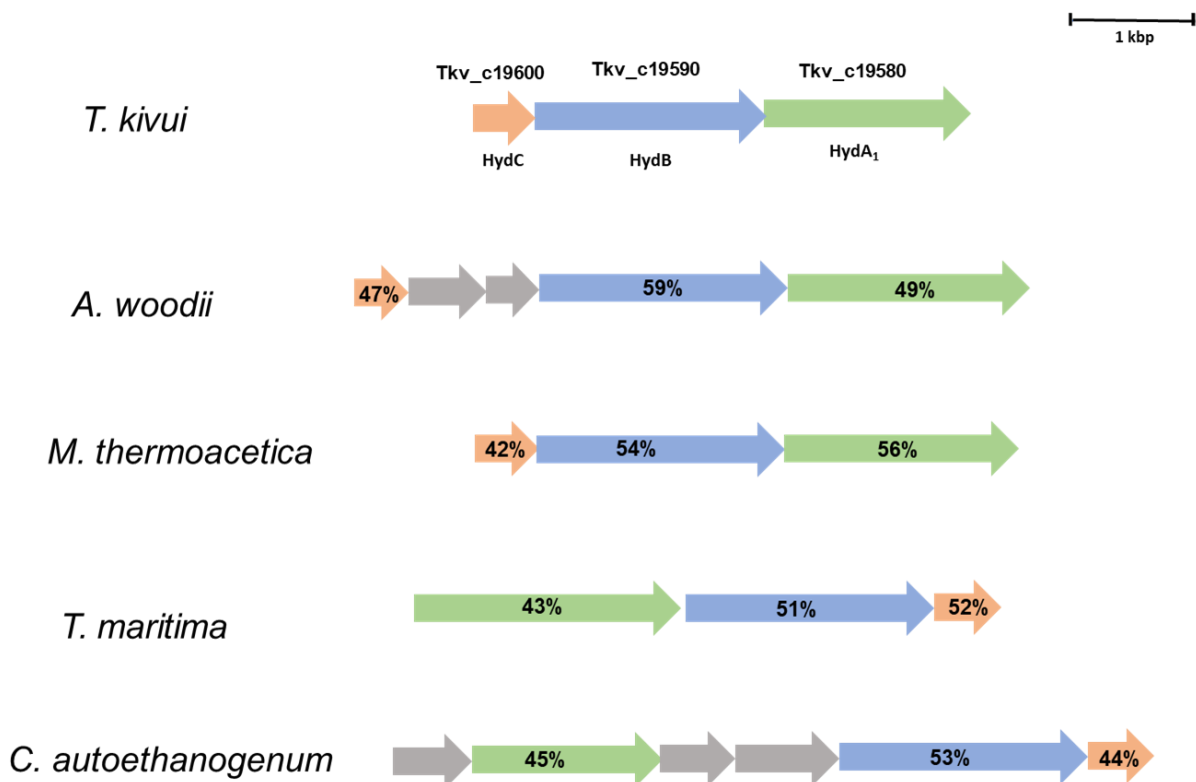 1 kbp
Tkv_c19600 Tkv_c19590 Tkv_c19580
T. kivui
HydC HydB HydA₁
A. woodii 47% 59% 49%
M. thermoacetica 42% 54% 56%
T. maritima 43% 51% 52%
C. autoethanogenum 45% 53% 44%